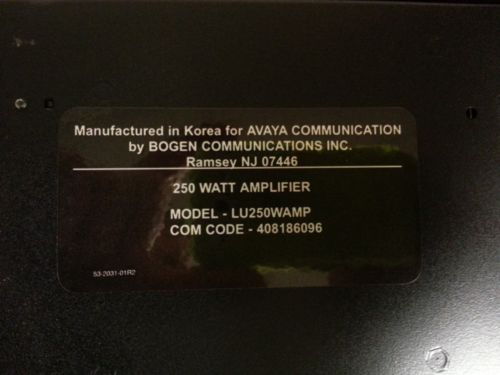 Manufactured in Korea for AVAYA COMMUNICATION
by BOGEN COMMUNICATIONS INC.
Ramsey NJ 07446
250 WATT AMPLIFIER
MODEL - LU250WAMP
COM CODE - 408186096
53-2031-01R2